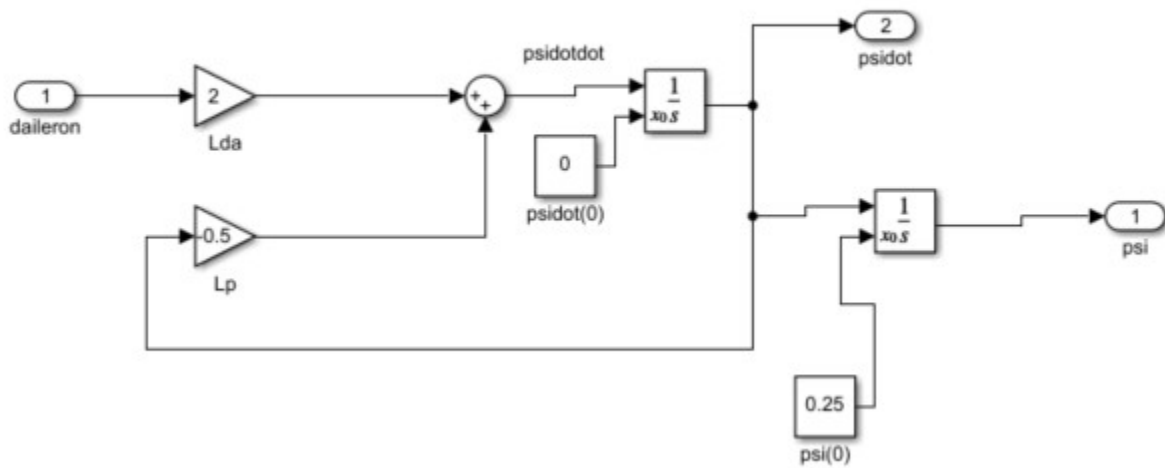 2
psidot
psidotdot
1
daileron
2
Lda
+
+
1
x0 s
0
psidot(0)
-0.5
Lp
1
x0 s
1
psi
0.25
psi(0)